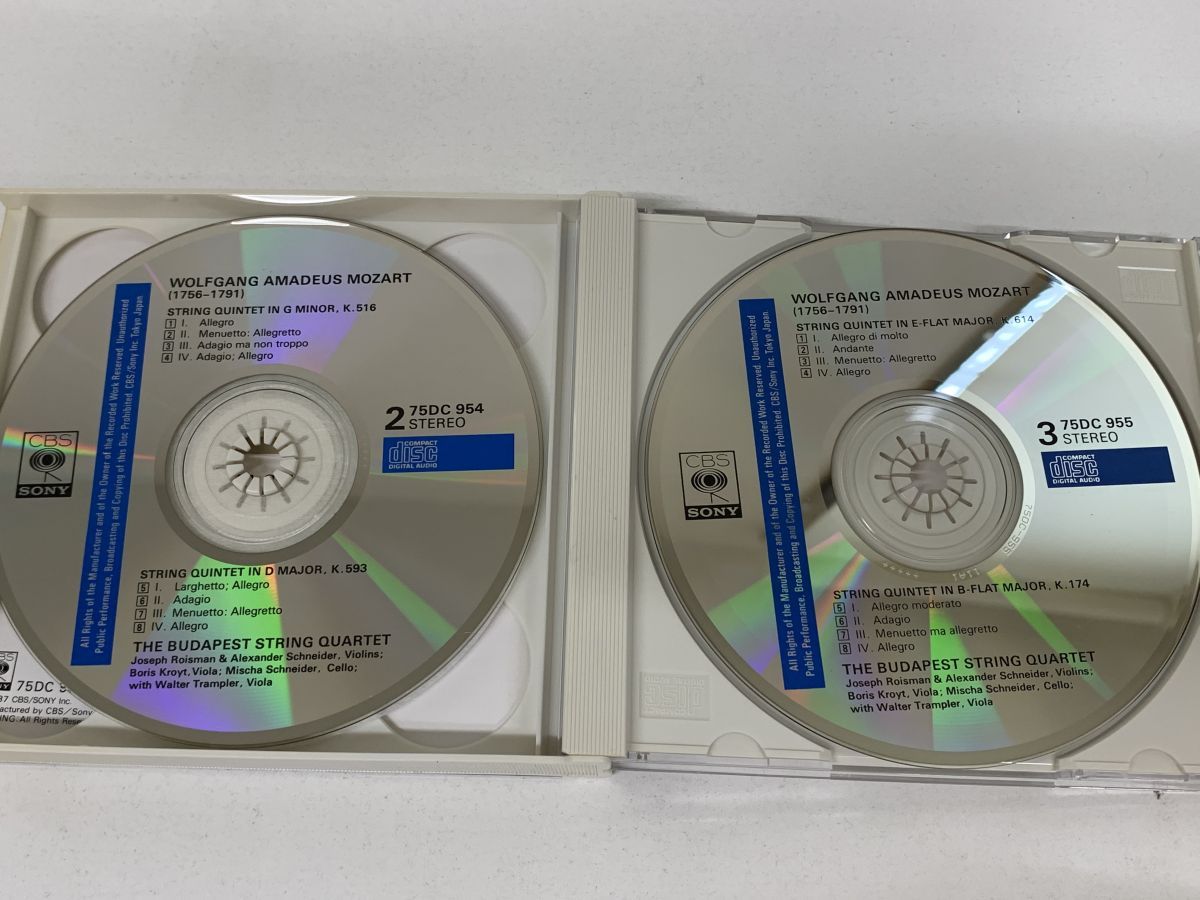 WOLFGANG AMADEUS MOZART
(1756–1791)
STRING QUINTET IN G MINOR, K.516
1 I. Allegro
2 II. Menuetto: Allegretto
3 III. Adagio ma non troppo
4 IV. Adagio; Allegro
2 75DC 954
STEREO
COMPACT
disc
DIGITAL AUDIO
CBS
SONY
All Rights of the Manufacturer and of the Owner of the Recorded Work Reserved. Unauthorized
Public Performance, Broadcasting and Copying of this Disc Prohibited. CBS/Sony Inc. Tokyo Japan.
STRING QUINTET IN D MAJOR, K.593
5 I. Larghetto; Allegro
6 II. Adagio
7 III. Menuetto: Allegretto
8 IV. Allegro
THE BUDAPEST STRING QUARTET
Joseph Roisman & Alexander Schneider, Violins;
Boris Kroyt, Viola; Mischa Schneider, Cello;
with Walter Trampler, Viola
75DC
CBS/SONY Inc.
by CBS/Sony
All Rights
WOLFGANG AMADEUS MOZART
(1756–1791)
STRING QUINTET IN E-FLAT MAJOR, K.614
1 I. Allegro di molto
2 II. Andante
3 III. Menuetto: Allegretto
4 IV. Allegro
3 75DC 955
STEREO
COMPACT
disc
DIGITAL AUDIO
CBS
SONY
All Rights of the Manufacturer and of the Owner of the Recorded Work Reserved. Unauthorized
Public Performance, Broadcasting and Copying of this Disc Prohibited. CBS/Sony Inc. Tokyo Japan.
75DC-955
STRING QUINTET IN B-FLAT MAJOR, K.174
5 I. Allegro moderato
6 II. Adagio
7 III. Menuetto ma allegretto
8 IV. Allegro
THE BUDAPEST STRING QUARTET
Joseph Roisman & Alexander Schneider, Violins;
Boris Kroyt, Viola; Mischa Schneider, Cello;
with Walter Trampler, Viola